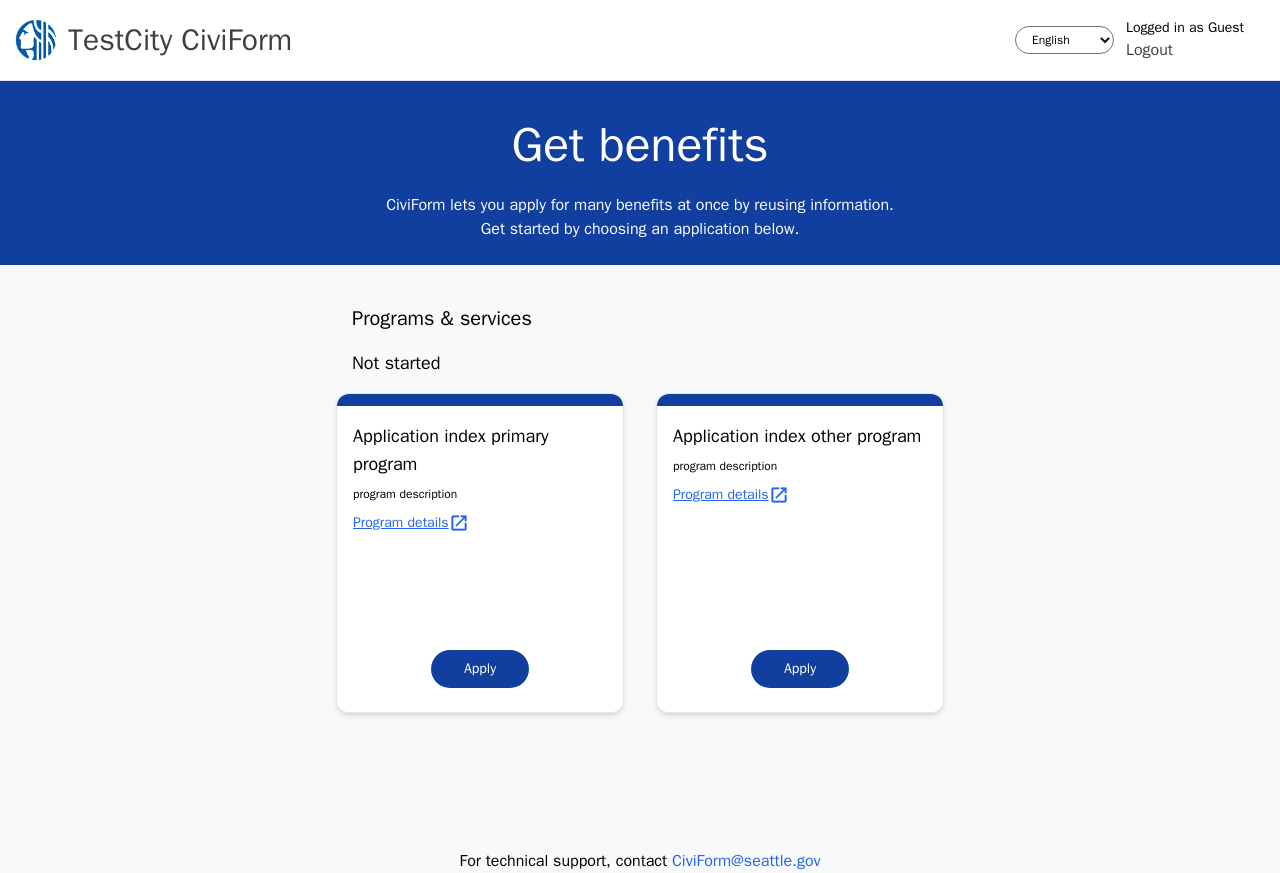 TestCity CiviForm
English
Logged in as Guest
Logout
Get benefits
CiviForm lets you apply for many benefits at once by reusing information.
Get started by choosing an application below.
Programs & services
Not started
Application index primary
program
program description
Program details
Apply
Application index other program
program description
Program details
Apply
For technical support, contact CiviForm@seattle.gov